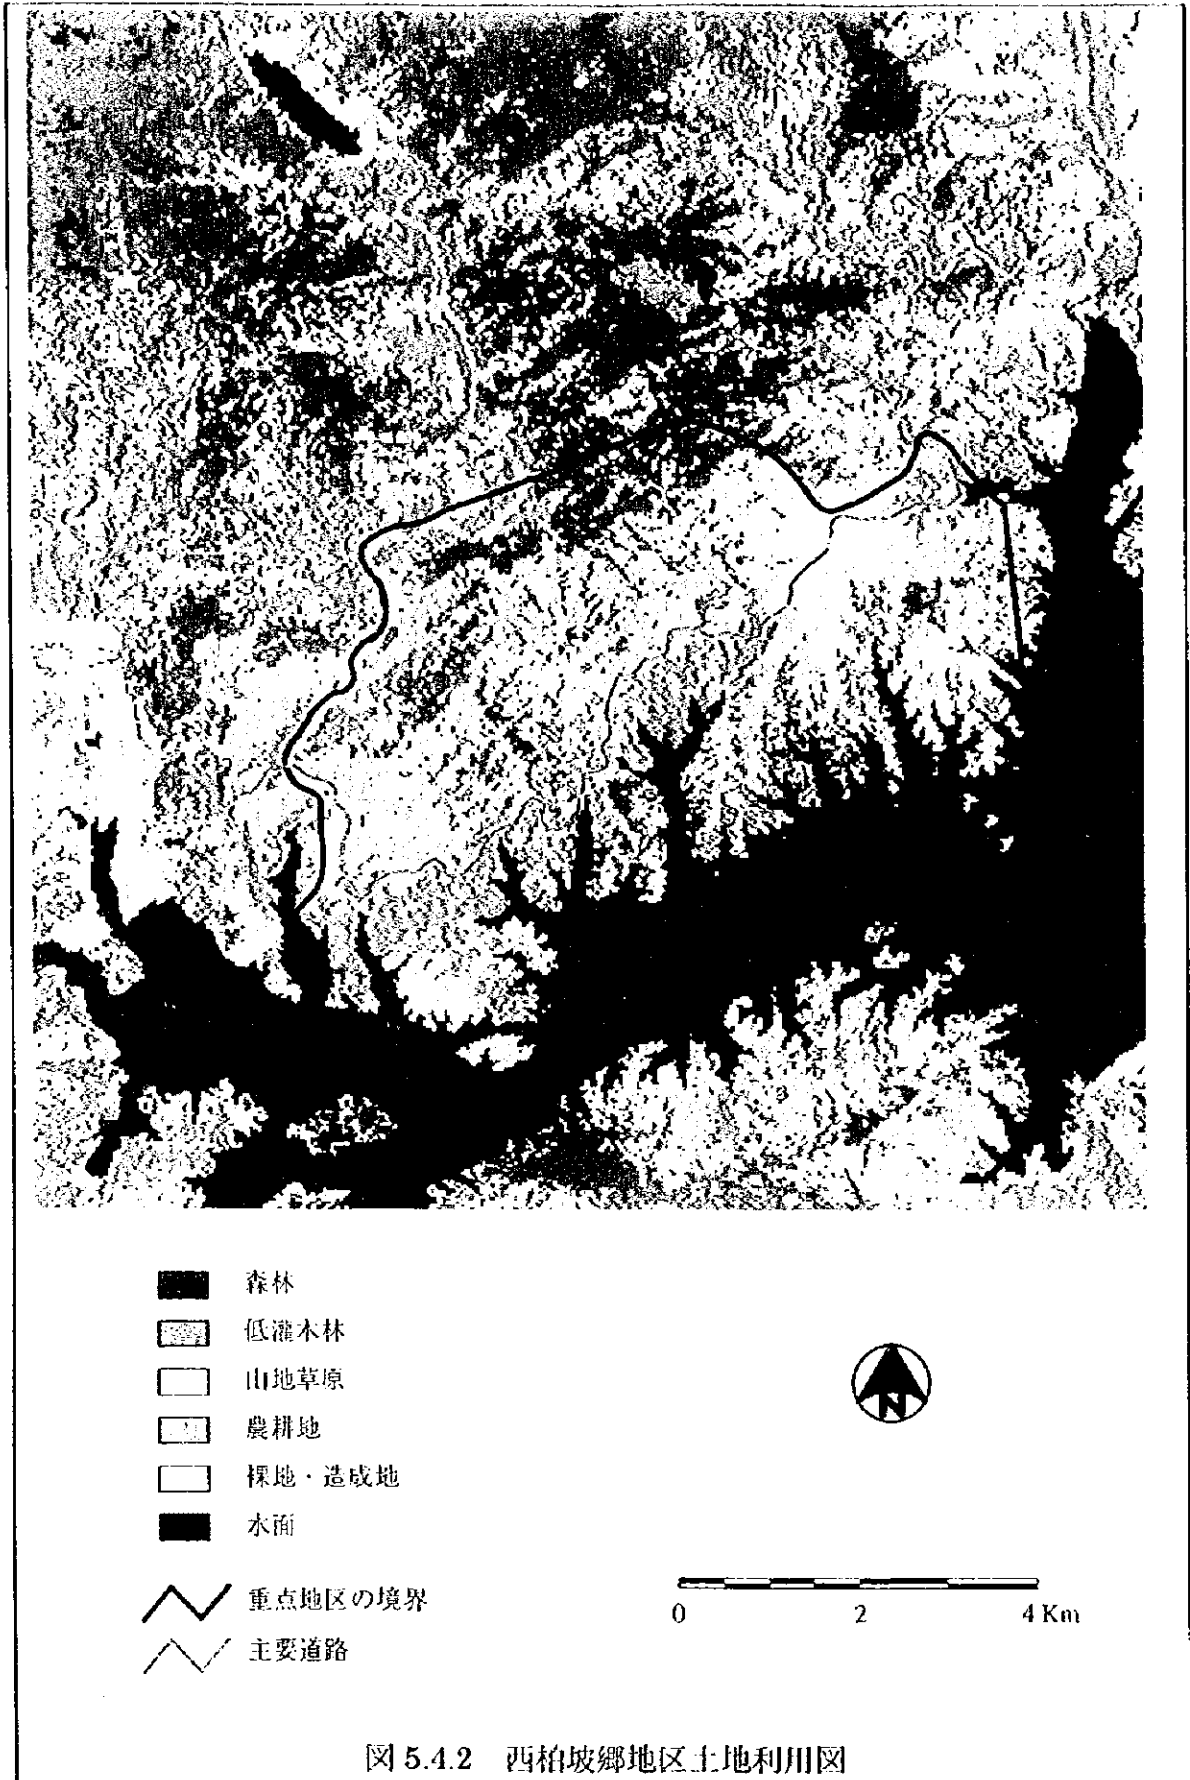 森林
低灌木林
山地草原
農耕地
裸地・造成地
水面
重点地区の境界
主要道路
N
0 2 4 Km
図 5.4.2 西柏坡郷地区土地利用図